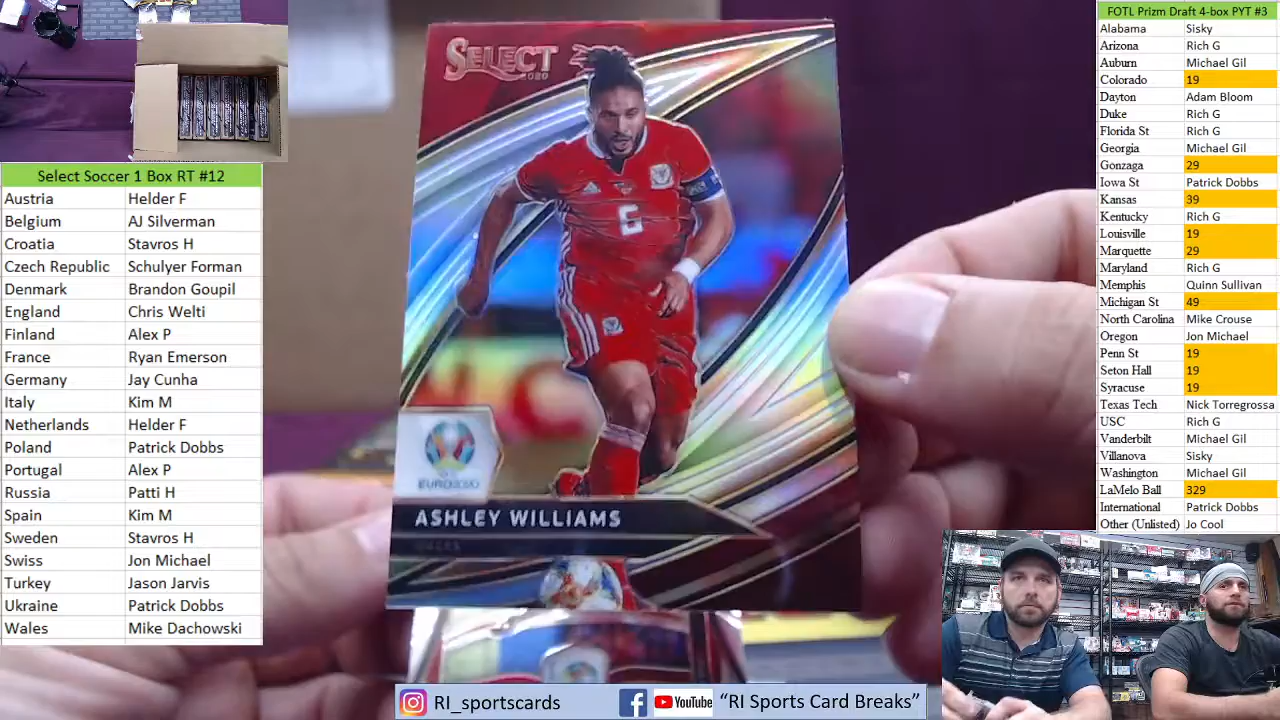 Select Soccer 1 Box RT #12
Austria Helder F
Belgium AJ Silverman
Croatia Stavros H
Czech Republic Schulyer Forman
Denmark Brandon Goupil
England Chris Welti
Finland Alex P
France Ryan Emerson
Germany Jay Cunha
Italy Kim M
Netherlands Helder F
Poland Patrick Dobbs
Portugal Alex P
Russia Patti H
Spain Kim M
Sweden Stavros H
Swiss Jon Michael
Turkey Jason Jarvis
Ukraine Patrick Dobbs
Wales Mike Dachowski
SELECT
2020
6
EURO2020
ASHLEY WILLIAMS
WALES
RI_sportscards
YouTube
“RI Sports Card Breaks”
FOTL Prizm Draft 4-box PYT #3
Alabama Sisky
Arizona Rich G
Auburn Michael Gil
Colorado 19
Dayton Adam Bloom
Duke Rich G
Florida St Rich G
Georgia Michael Gil
Gonzaga 29
Iowa St Patrick Dobbs
Kansas 39
Kentucky Rich G
Louisville 19
Marquette 29
Maryland Rich G
Memphis Quinn Sullivan
Michigan St 49
North Carolina Mike Crouse
Oregon Jon Michael
Penn St 19
Seton Hall 19
Syracuse 19
Texas Tech Nick Torregrossa
USC Rich G
Vanderbilt Michael Gil
Villanova Sisky
Washington Michael Gil
LaMelo Ball 329
International Patrick Dobbs
Other (Unlisted) Jo Cool